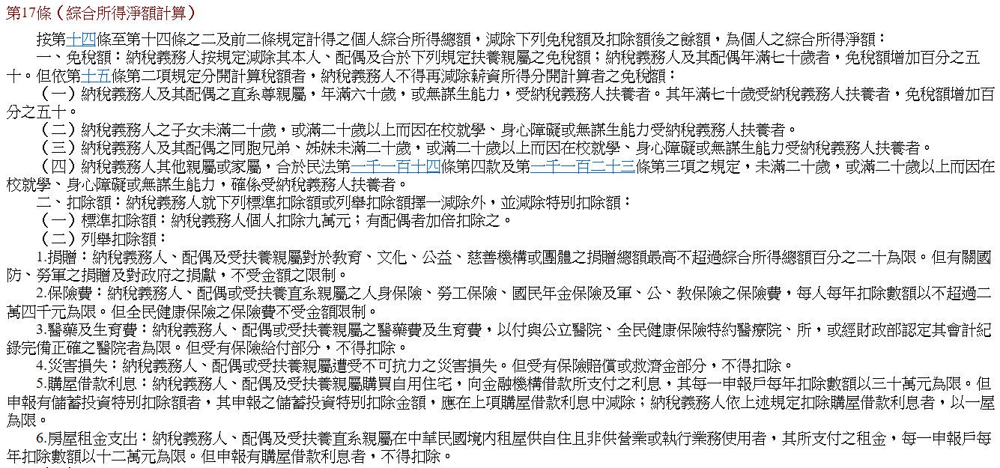 第17條（綜合所得淨額計算）
按第十四條至第十四條之二及前二條規定計得之個人綜合所得總額，減除下列免稅額及扣除額後之餘額，為個人之綜合所得淨額：
一、免稅額：納稅義務人按規定減除其本人、配偶及合於下列規定扶養親屬之免稅額；納稅義務人及其配偶年滿七十歲者，免稅額增加百分之五
十。但依第十五條第二項規定分開計算稅額者，納稅義務人不得再減除薪資所得分開計算者之免稅額：
（一）納稅義務人及其配偶之直系尊親屬，年滿六十歲，或無謀生能力，受納稅義務人扶養者。其年滿七十歲受納稅義務人扶養者，免稅額增加百
分之五十。
（二）納稅義務人之子女未滿二十歲，或滿二十歲以上而因在校就學、身心障礙或無謀生能力受納稅義務人扶養者。
（三）納稅義務人及其配偶之同胞兄弟、姊妹未滿二十歲，或滿二十歲以上而因在校就學、身心障礙或無謀生能力受納稅義務人扶養者。
（四）納稅義務人其他親屬或家屬，合於民法第一千一百十四條第四款及第一千一百二十三條第三項之規定，未滿二十歲，或滿二十歲以上而因在
校就學、身心障礙或無謀生能力，確係受納稅義務人扶養者。
二、扣除額：納稅義務人就下列標準扣除額或列舉扣除額擇一減除外，並減除特別扣除額：
（一）標準扣除額：納稅義務人個人扣除九萬元；有配偶者加倍扣除之。
（二）列舉扣除額：
1.捐贈：納稅義務人、配偶及受扶養親屬對於教育、文化、公益、慈善機構或團體之捐贈總額最高不超過綜合所得總額百分之二十為限。但有關國
防、勞軍之捐贈及對政府之捐獻，不受金額之限制。
2.保險費：納稅義務人、配偶或受扶養直系親屬之人身保險、勞工保險、國民年金保險及軍、公、教保險之保險費，每人每年扣除數額以不超過二
萬四千元為限。但全民健康保險之保險費不受金額限制。
3.醫藥及生育費：納稅義務人、配偶或受扶養親屬之醫藥費及生育費，以付與公立醫院、全民健康保險特約醫療院、所，或經財政部認定其會計紀
錄完備正確之醫院者為限。但受有保險給付部分，不得扣除。
4.災害損失：納稅義務人、配偶或受扶養親屬遭受不可抗力之災害損失。但受有保險賠償或救濟金部分，不得扣除。
5.購屋借款利息：納稅義務人、配偶及受扶養親屬購買自用住宅，向金融機構借款所支付之利息，其每一申報戶每年扣除數額以三十萬元為限。但
申報有儲蓄投資特別扣除額者，其申報之儲蓄投資特別扣除金額，應在上項購屋借款利息中減除；納稅義務人依上述規定扣除購屋借款利息者，以一屋
為限。
6.房屋租金支出：納稅義務人、配偶及受扶養直系親屬在中華民國境內租屋供自住且非供營業或執行業務使用者，其所支付之租金，每一申報戶每
年扣除數額以十二萬元為限。但申報有購屋借款利息者，不得扣除。